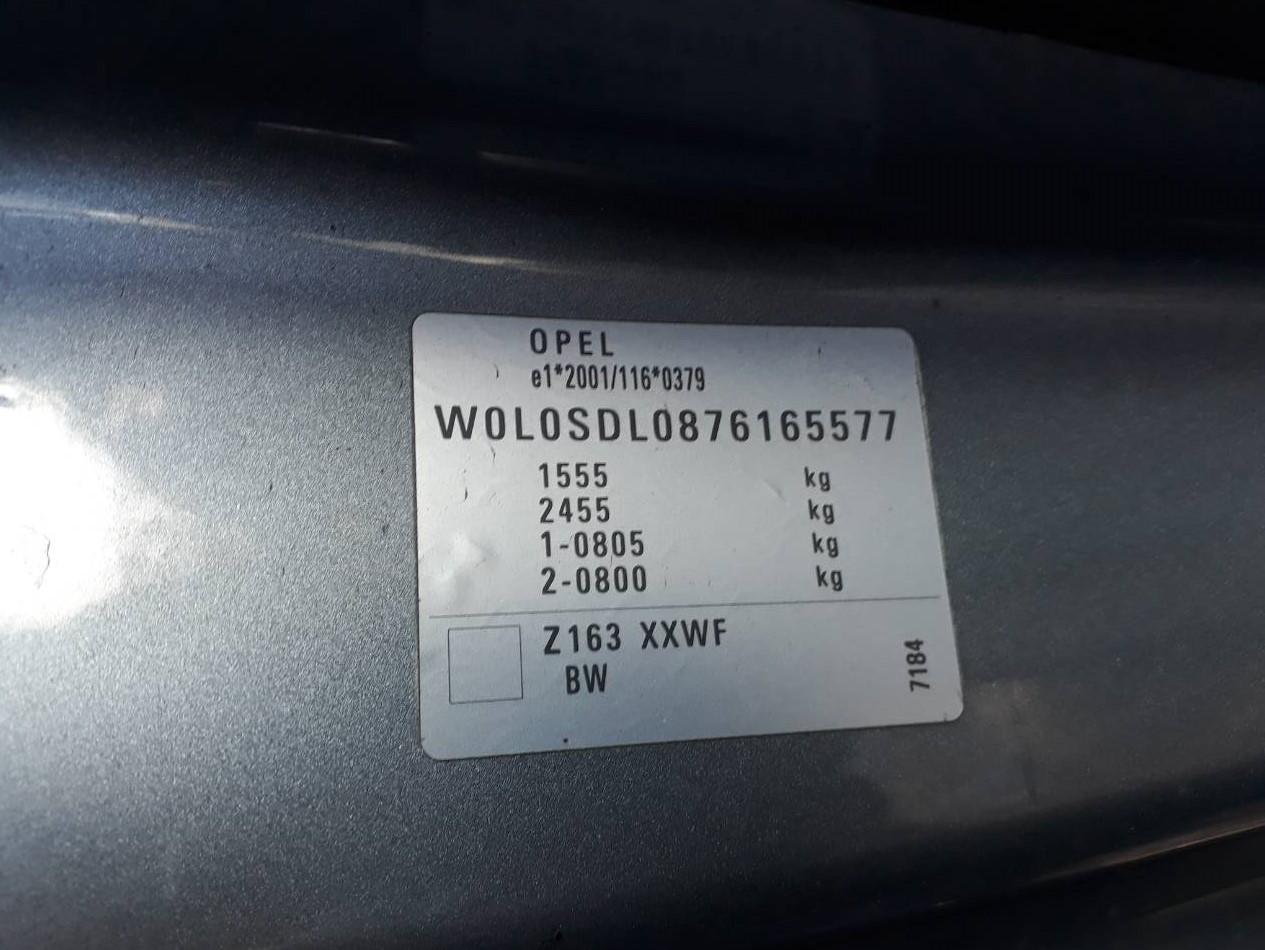 OPEL
e1*2001/116*0379
W0L0SDL0876165577
1555 kg
2455 kg
1-0805 kg
2-0800 kg
Z163 XXWF
BW
7184